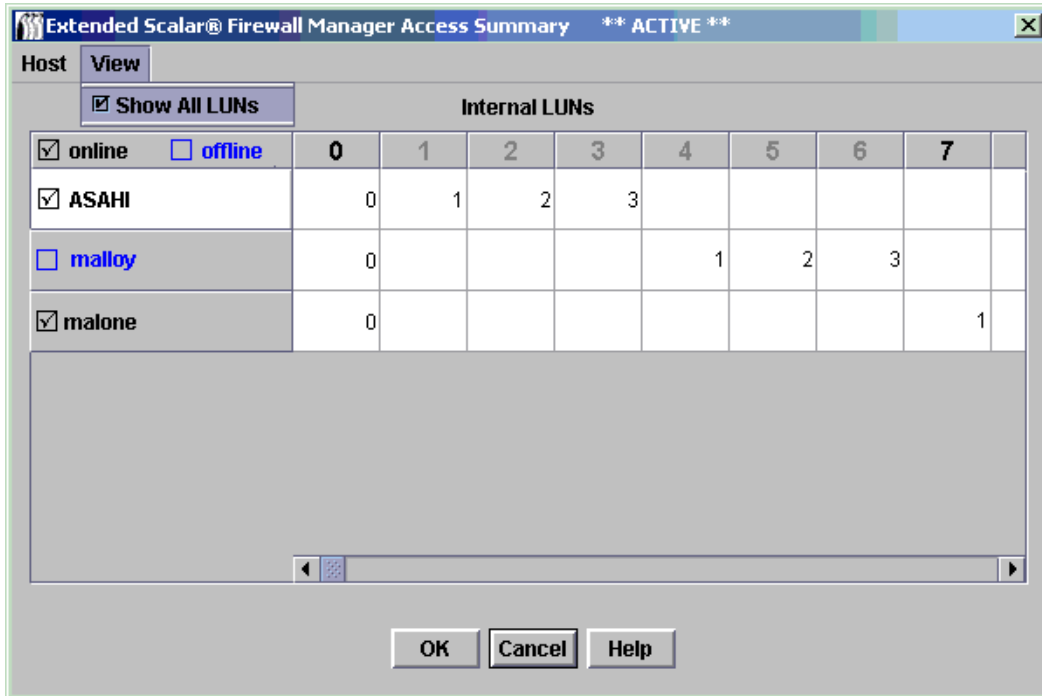 Extended Scalar® Firewall Manager Access Summary ** ACTIVE **
Host View
Show All LUNs
Internal LUNs
online offline 0 1 2 3 4 5 6 7
ASAHI 0 1 2 3
malloy 0 1 2 3
malone 0 1
OK Cancel Help